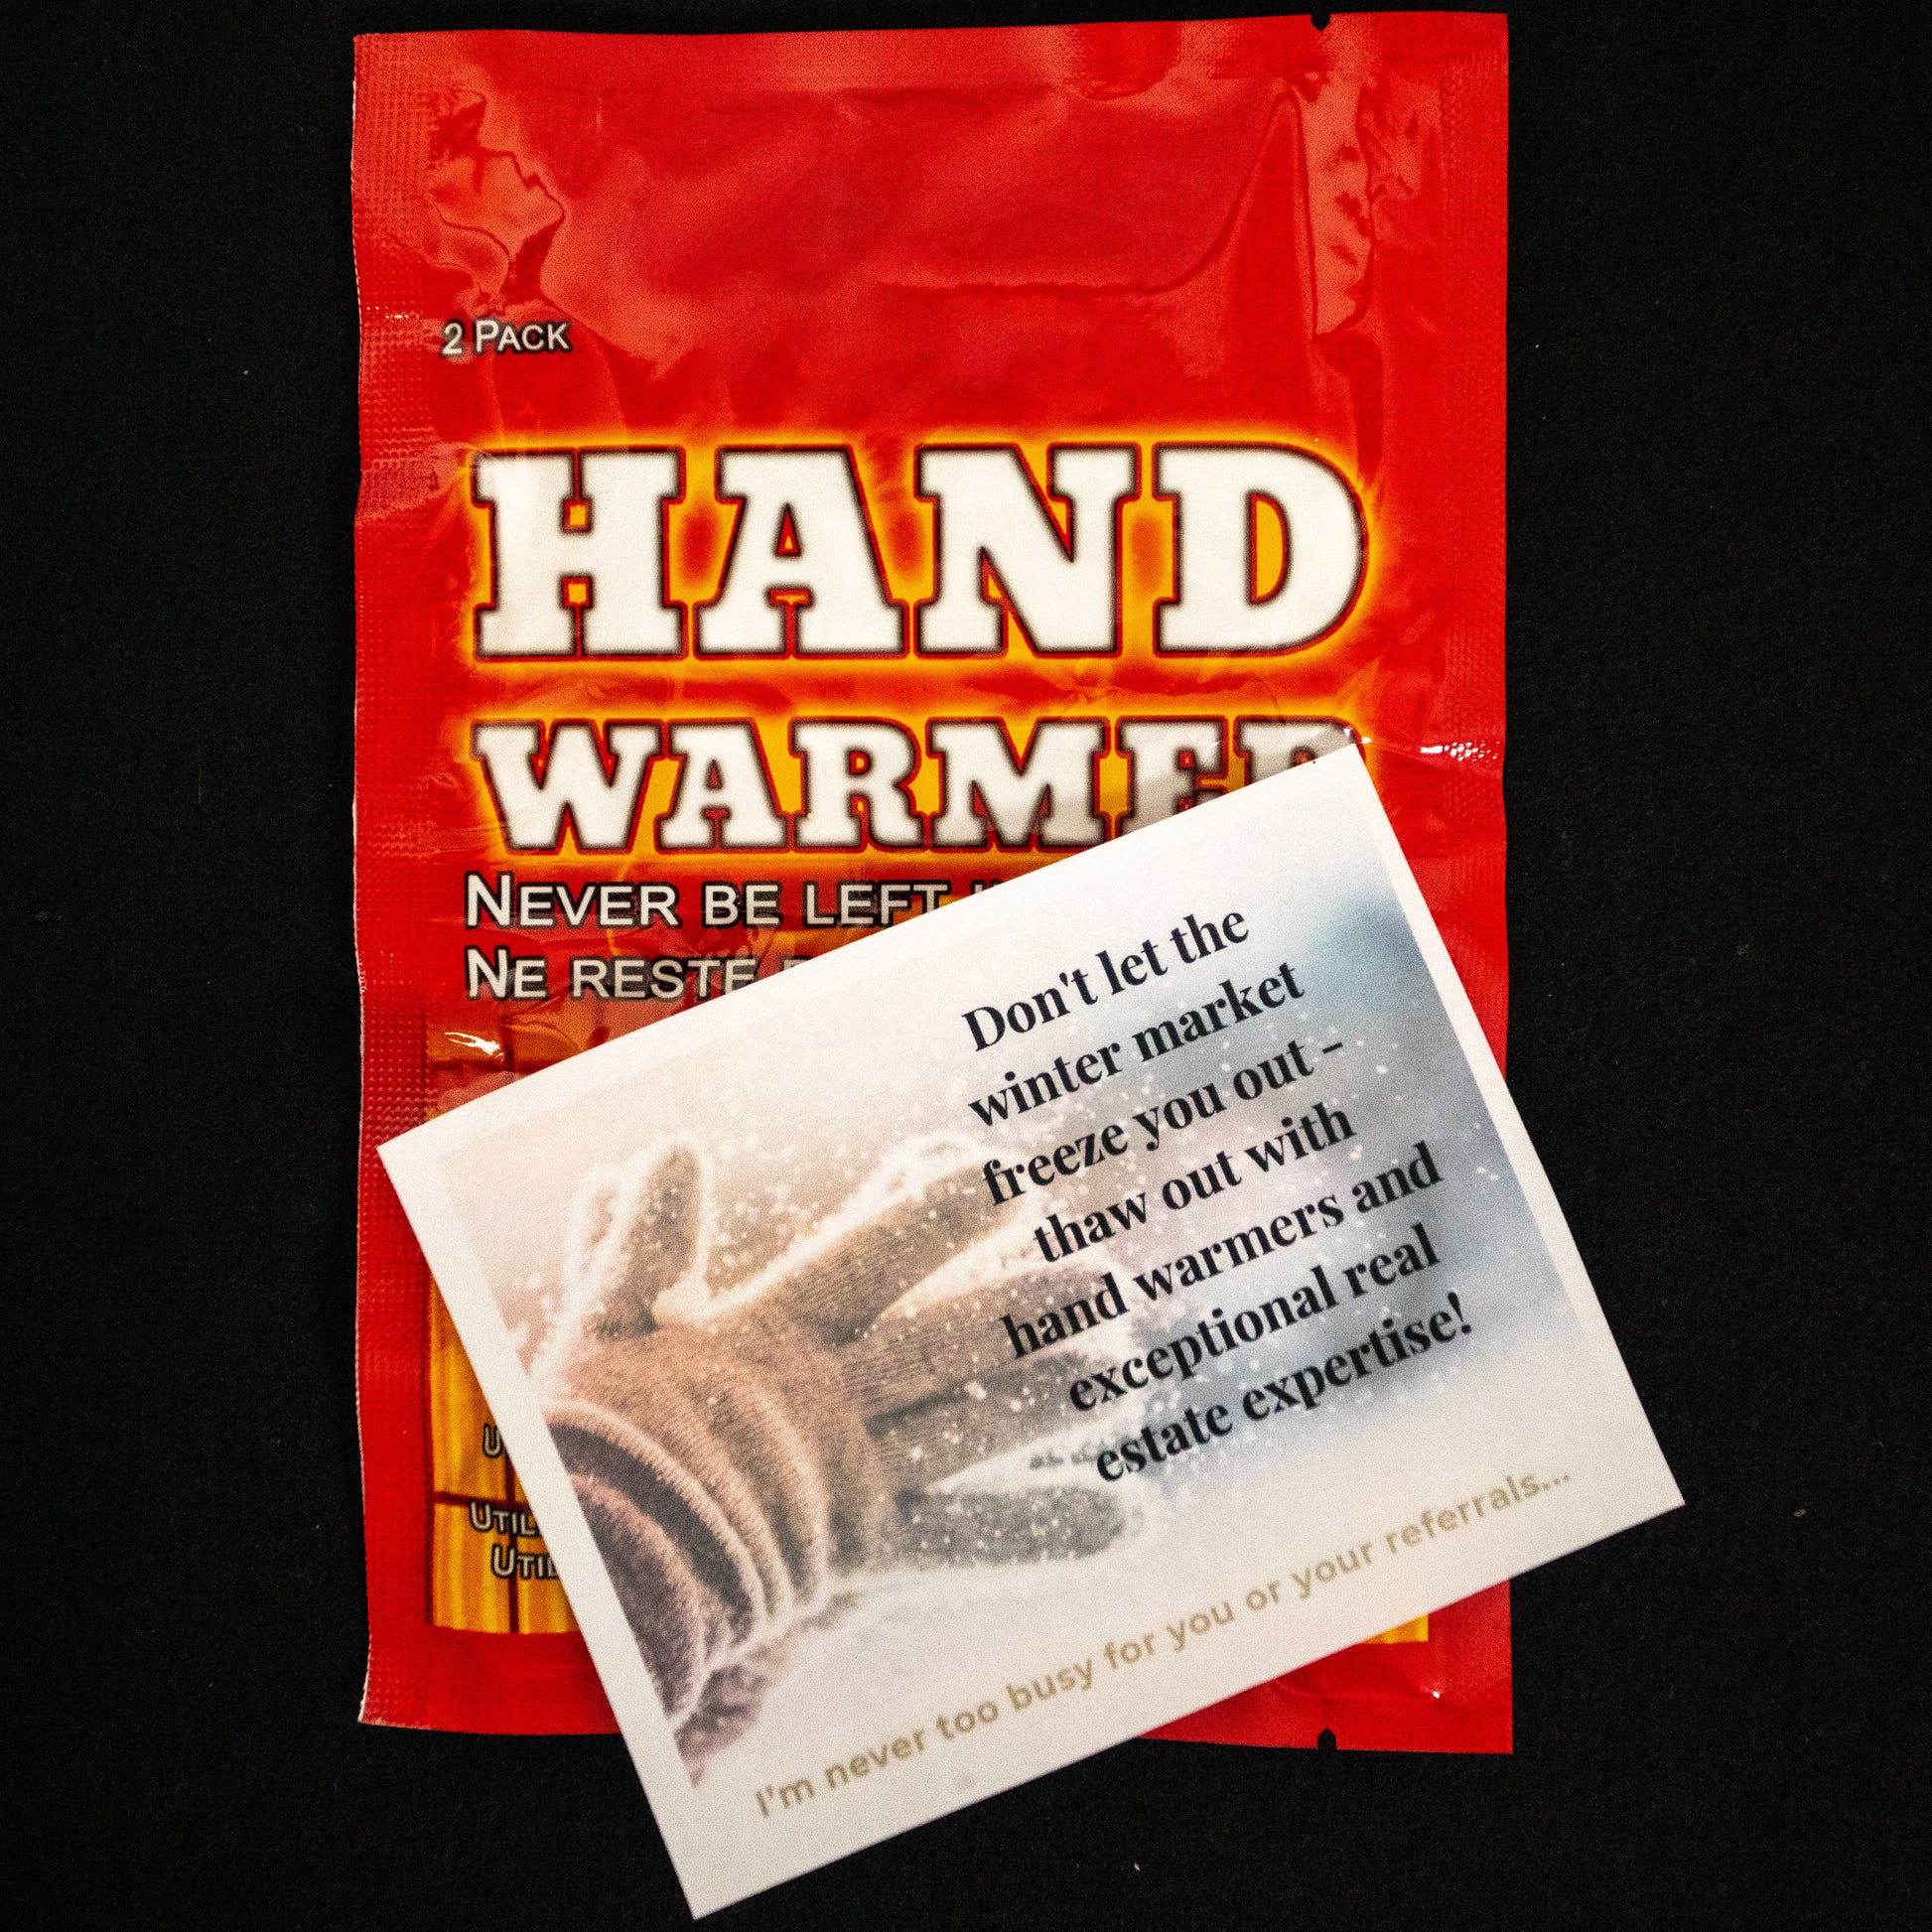 2 PACK
HAND
WARMER
NEVER BE LEFT
NE RESTE
Don't let the
winter market
freeze you out –
thaw out with
hand warmers and
exceptional real
estate expertise!
I'm never too busy for you or your referrals...